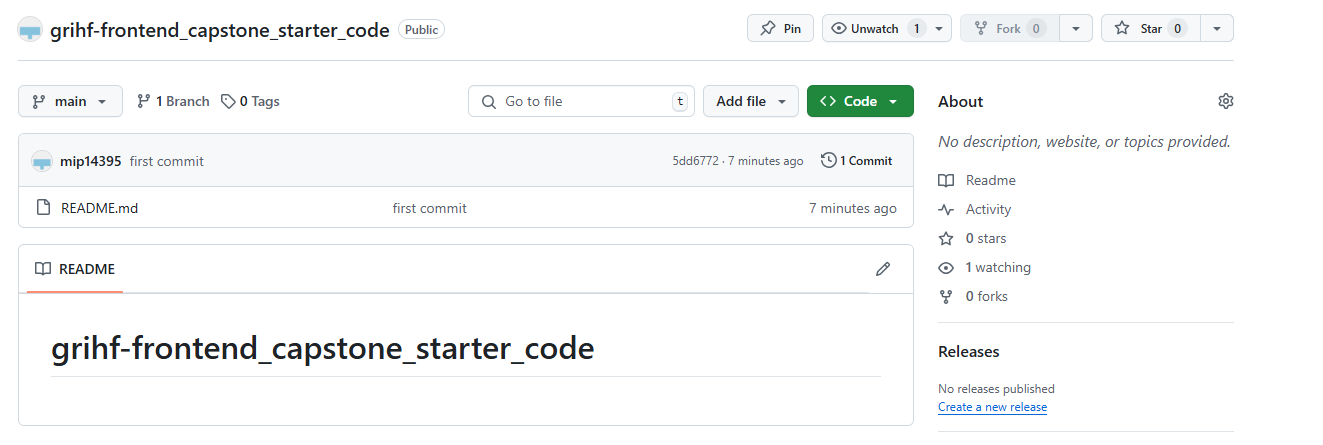 grihf-frontend_capstone_starter_code Public Pin Unwatch 1 Fork 0 Star 0
main 1 Branch 0 Tags Go to file t Add file Code
mip14395 first commit 5dd6772 · 7 minutes ago 1 Commit
README.md first commit 7 minutes ago
README
grihf-frontend_capstone_starter_code
About
No description, website, or topics provided.
Readme
Activity
0 stars
1 watching
0 forks
Releases
No releases published
Create a new release